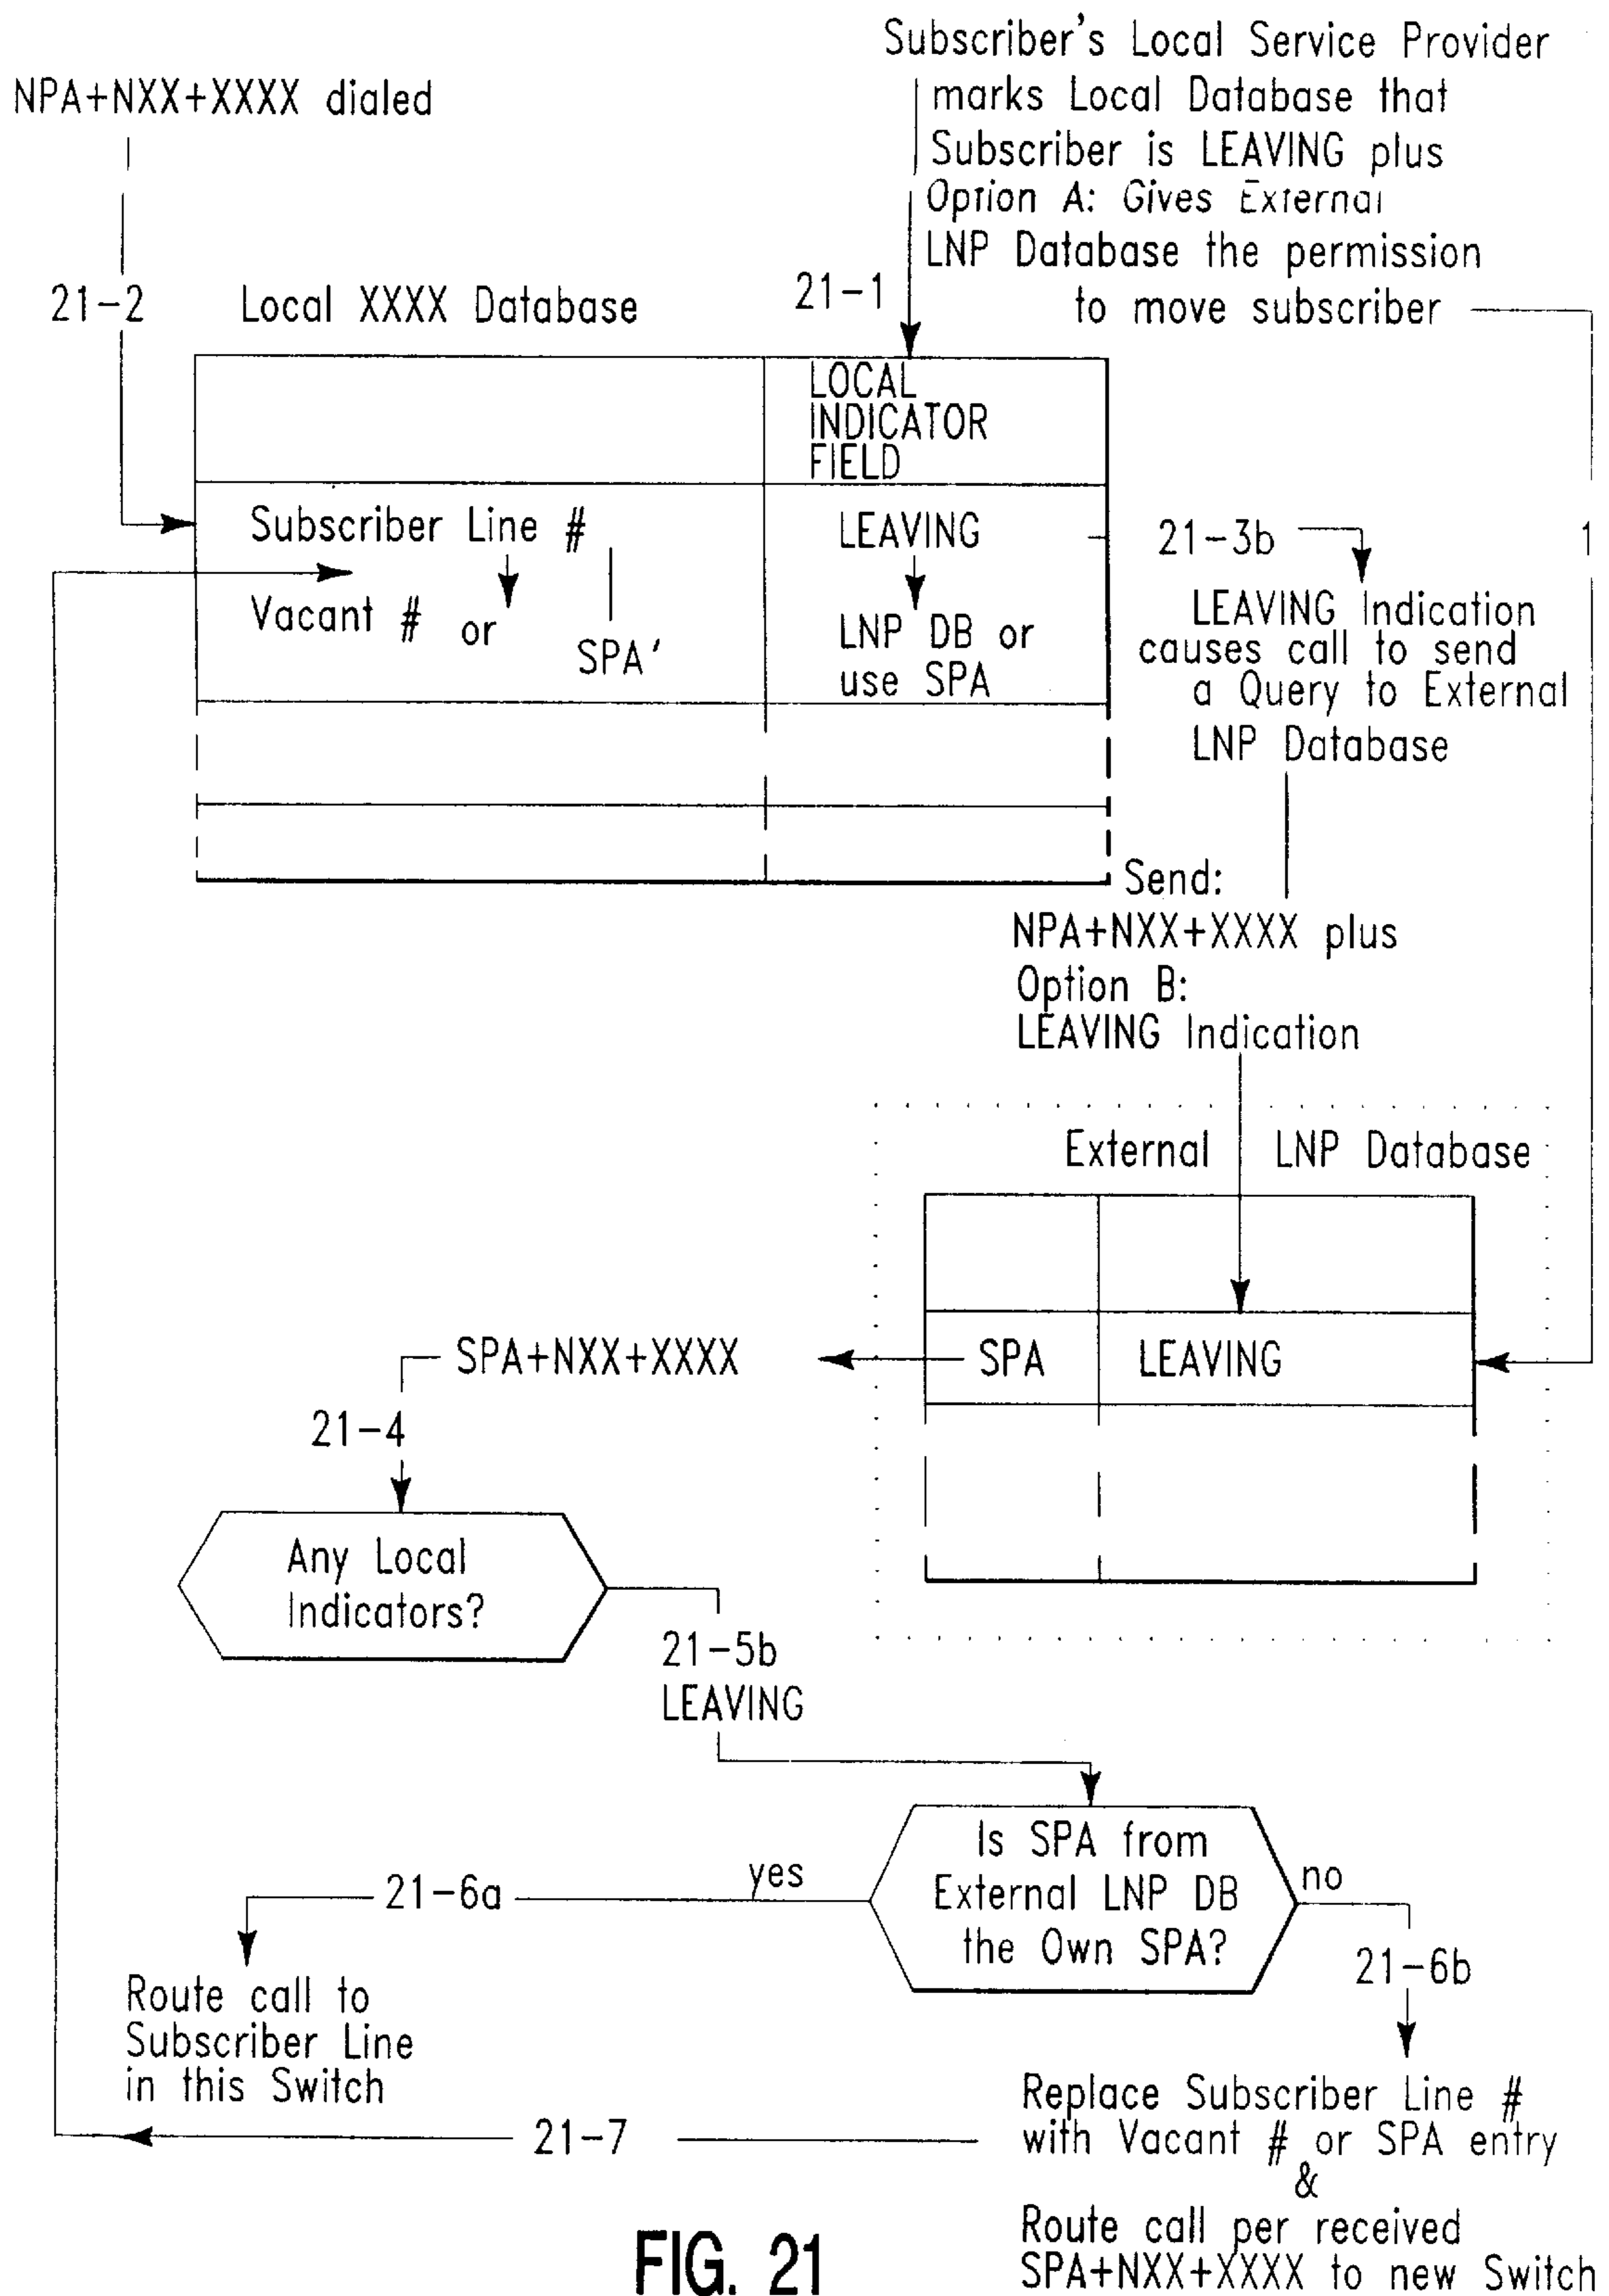 Subscriber's Local Service Provider
marks Local Database that
Subscriber is LEAVING plus
Option A: Gives External
LNP Database the permission
to move subscriber
NPA+NXX+XXXX dialed
21-2
Local XXXX Database
21-1
LOCAL
INDICATOR
FIELD
Subscriber Line #
LEAVING
Vacant # or
SPA'
LNP DB or
use SPA
21-3b
1
LEAVING Indication
causes call to send
a Query to External
LNP Database
Send:
NPA+NXX+XXXX plus
Option B:
LEAVING Indication
External LNP Database
SPA
LEAVING
SPA+NXX+XXXX
21-4
Any Local
Indicators?
21-5b
LEAVING
Is SPA from
External LNP DB
the Own SPA?
yes
no
21-6a
21-6b
Route call to
Subscriber Line
in this Switch
Replace Subscriber Line #
with Vacant # or SPA entry
&
Route call per received
SPA+NXX+XXXX to new Switch
21-7
FIG. 21